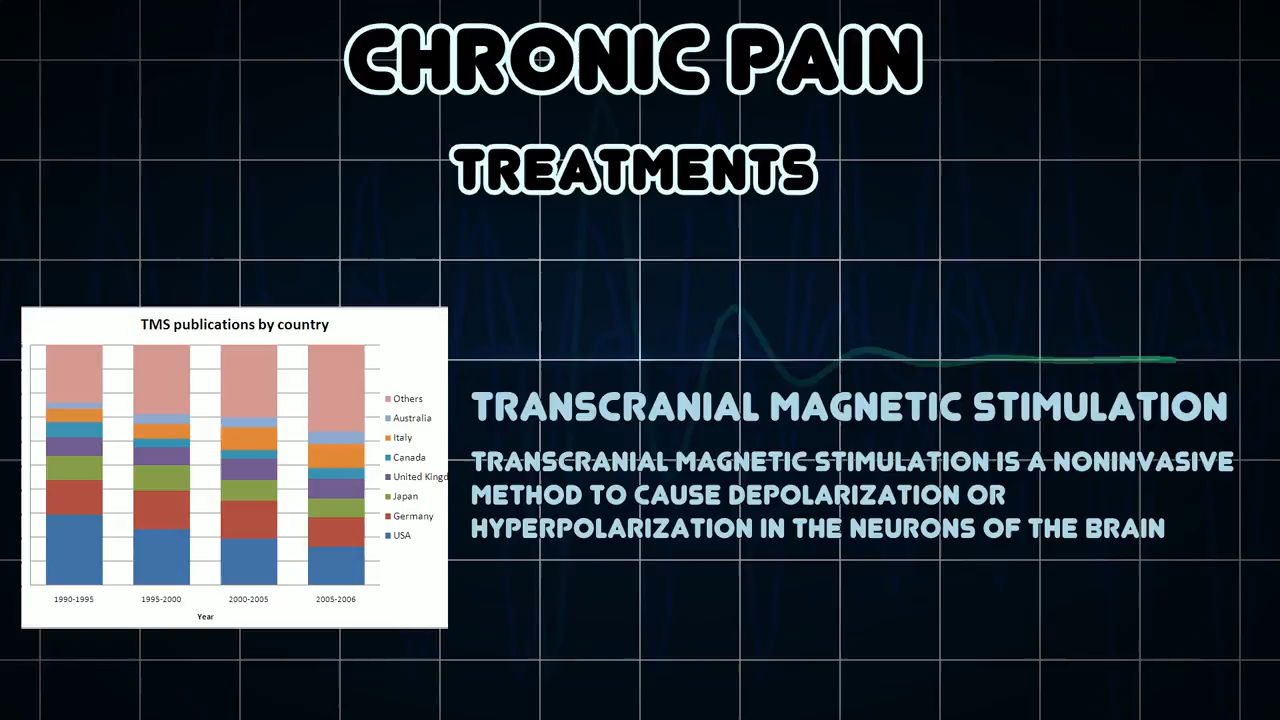 CHRONIC PAIN
TREATMENTS
TMS publications by country
Others
Australia
Italy
Canada
United Kingd
Japan
Germany
USA
1990-1995 1995-2000 2000-2005 2005-2006
Year
TRANSCRANIAL MAGNETIC STIMULATION
TRANSCRANIAL MAGNETIC STIMULATION IS A NONINVASIVE
METHOD TO CAUSE DEPOLARIZATION OR
HYPERPOLARIZATION IN THE NEURONS OF THE BRAIN